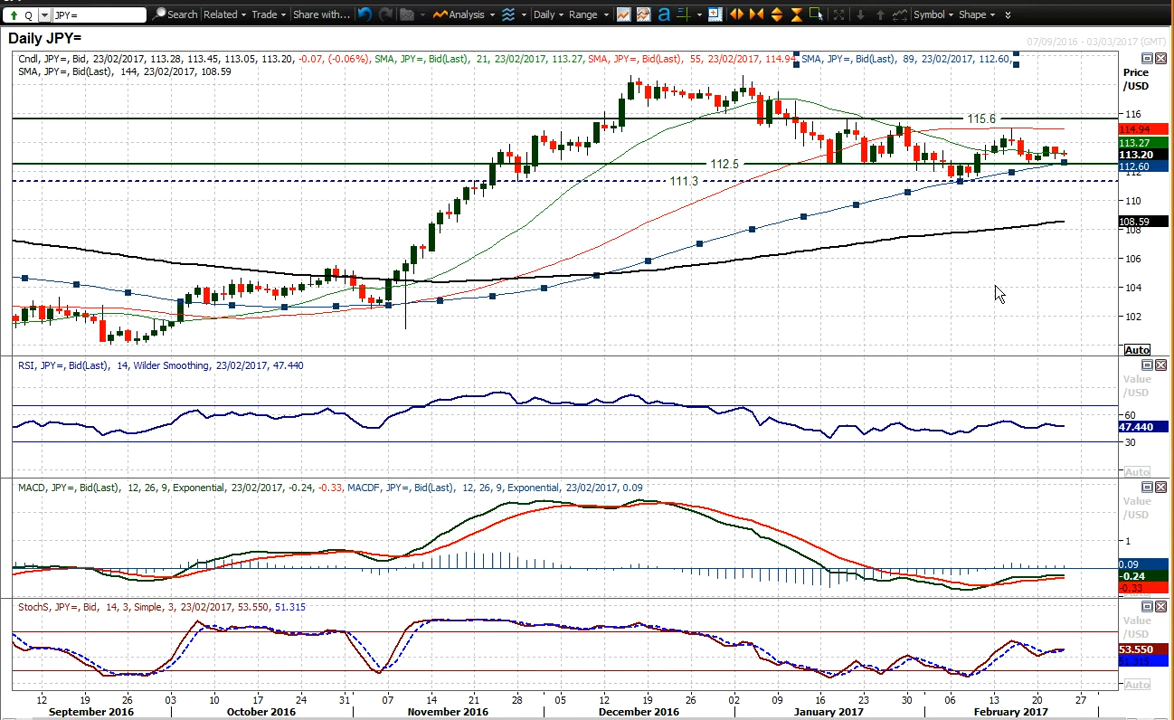 Q JPY= Search Related Trade Share with... Analysis a Daily Range Symbol Shape
Daily JPY=
07/09/2016 - 03/03/2017 (GMT)
Cndl, JPY=, Bid, 23/02/2017, 113.28, 113.45, 113.05, 113.20, -0.07, (-0.06%), SMA, JPY=, Bid(Last), 21, 23/02/2017, 113.27, SMA, JPY=, Bid(Last), 55, 23/02/2017, 114.94, SMA, JPY=, Bid(Last), 89, 23/02/2017, 112.60,
SMA, JPY=, Bid(Last), 144, 23/02/2017, 108.59
Price
/USD
116
115.6
114.94
113.27
113.20
112.5
112.60
112
111.3
110
108.59
108
106
104
102
Auto
RSI, JPY=, Bid(Last), 14, Wilder Smoothing, 23/02/2017, 47.440
Value
/USD
60
47.440
30
Auto
MACD, JPY=, Bid(Last), 12, 26, 9, Exponential, 23/02/2017, -0.24, -0.33, MACDF, JPY=, Bid(Last), 12, 26, 9, Exponential, 23/02/2017, 0.09
Value
/USD
1
0.09
-0.24
-0.33
StochS, JPY=, Bid, 14, 3, Simple, 3, 23/02/2017, 53.550, 51.315
Value
/USD
53.550
51.315
Auto
12 19 26 03 10 17 24 31 07 14 21 28 05 12 19 26 02 09 16 23 30 06 13 20 27
September 2016 October 2016 November 2016 December 2016 January 2017 February 2017